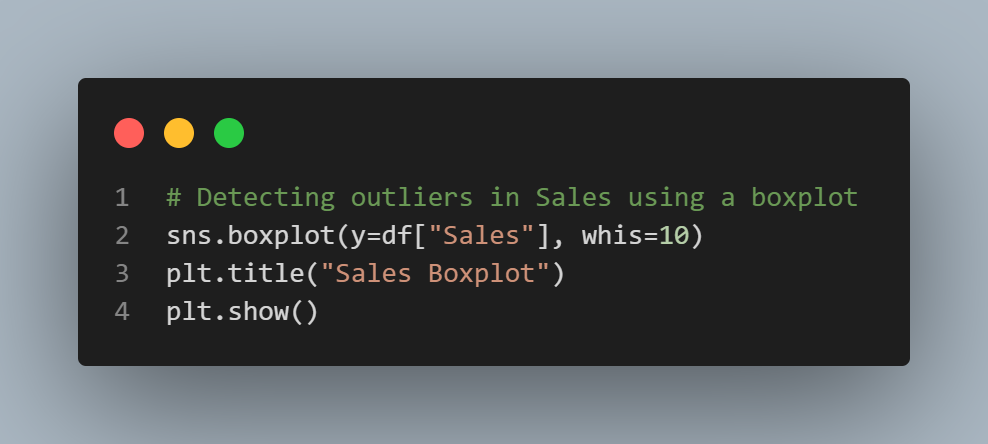 1 # Detecting outliers in Sales using a boxplot
2 sns.boxplot(y=df["Sales"], whis=10)
3 plt.title("Sales Boxplot")
4 plt.show()